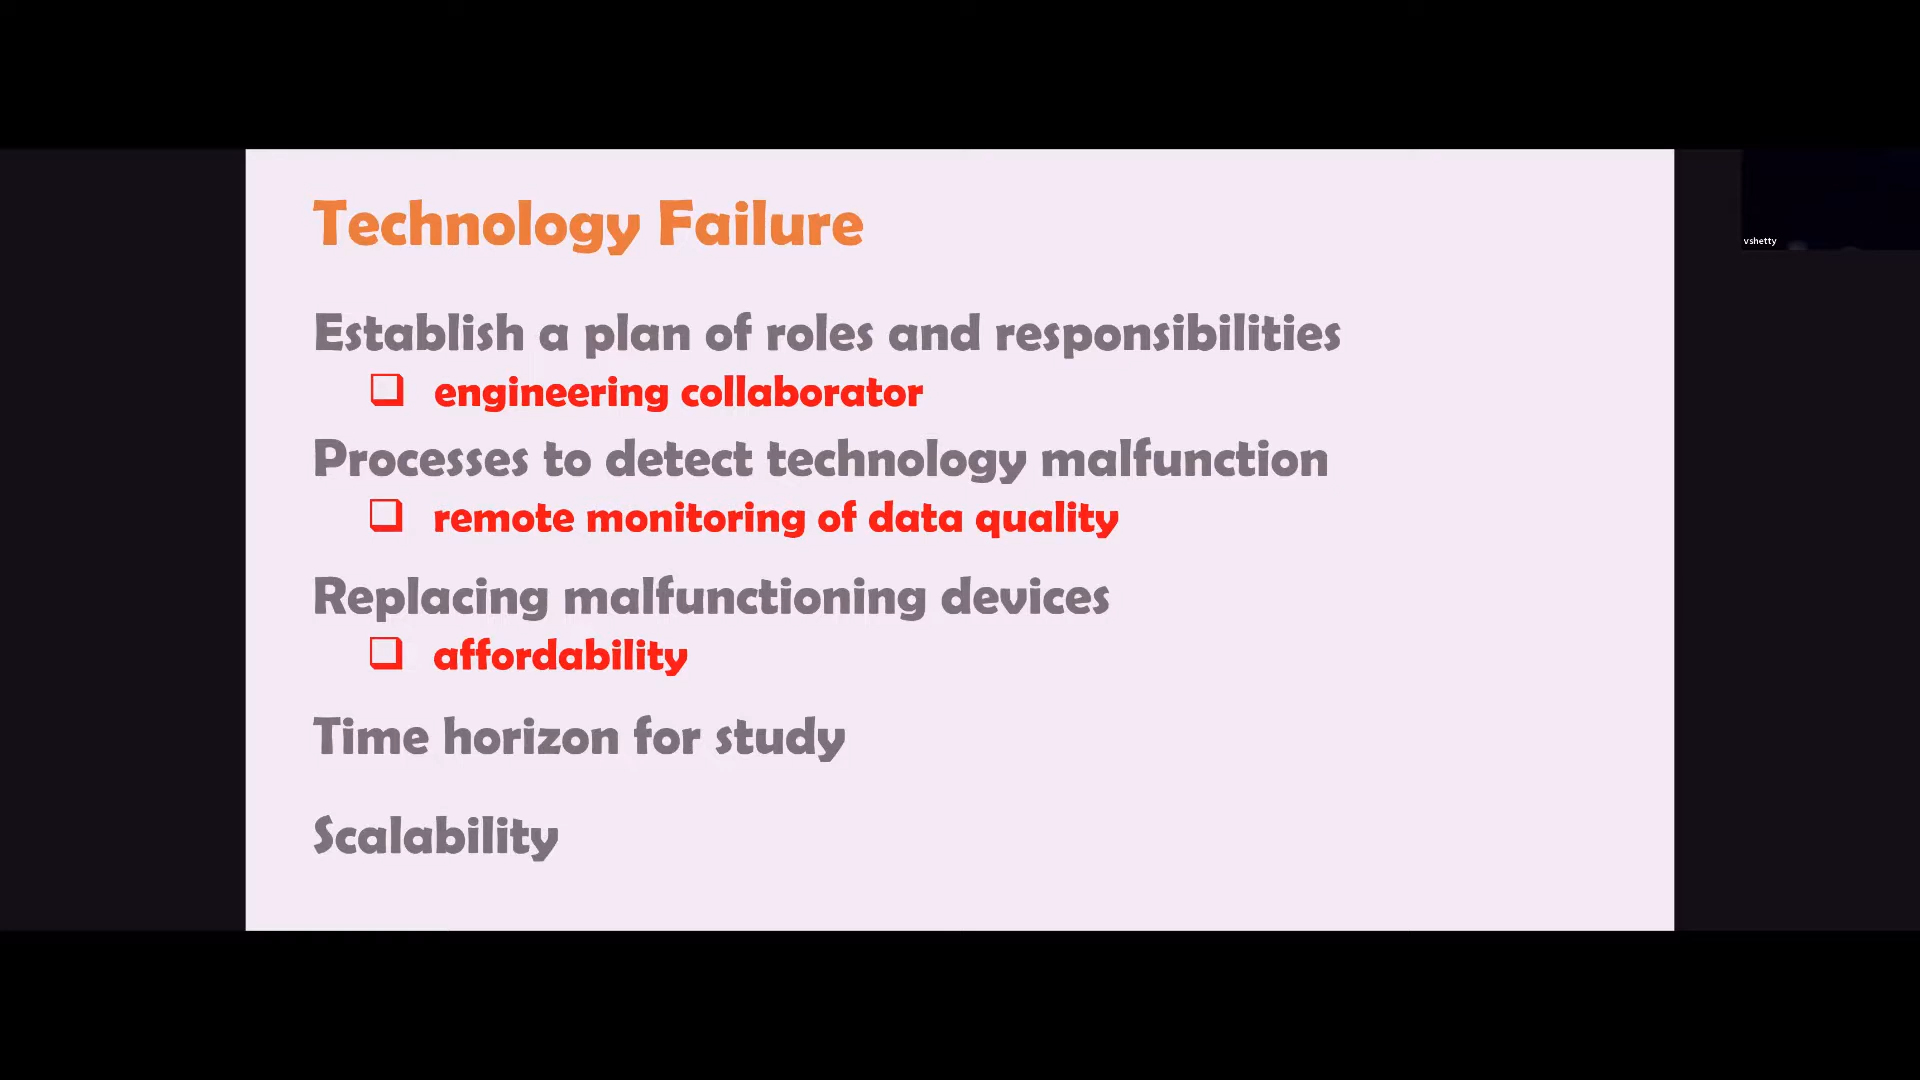 Technology Failure
vshetty
Establish a plan of roles and responsibilities
❑ engineering collaborator
Processes to detect technology malfunction
❑ remote monitoring of data quality
Replacing malfunctioning devices
❑ affordability
Time horizon for study
Scalability